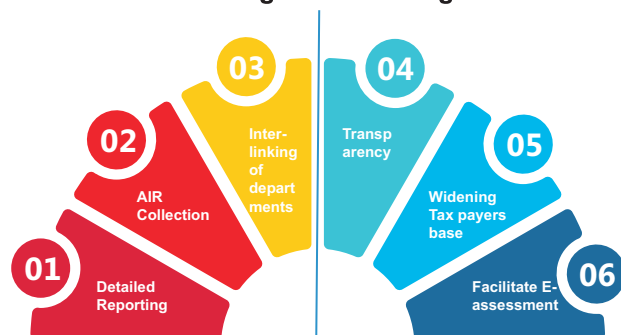 01
Detailed
Reporting
02
AIR
Collection
03
Inter-
linking
of
depart
ments
04
Transp
arency
05
Widening
Tax payers
base
06
Facilitate E-
assessment